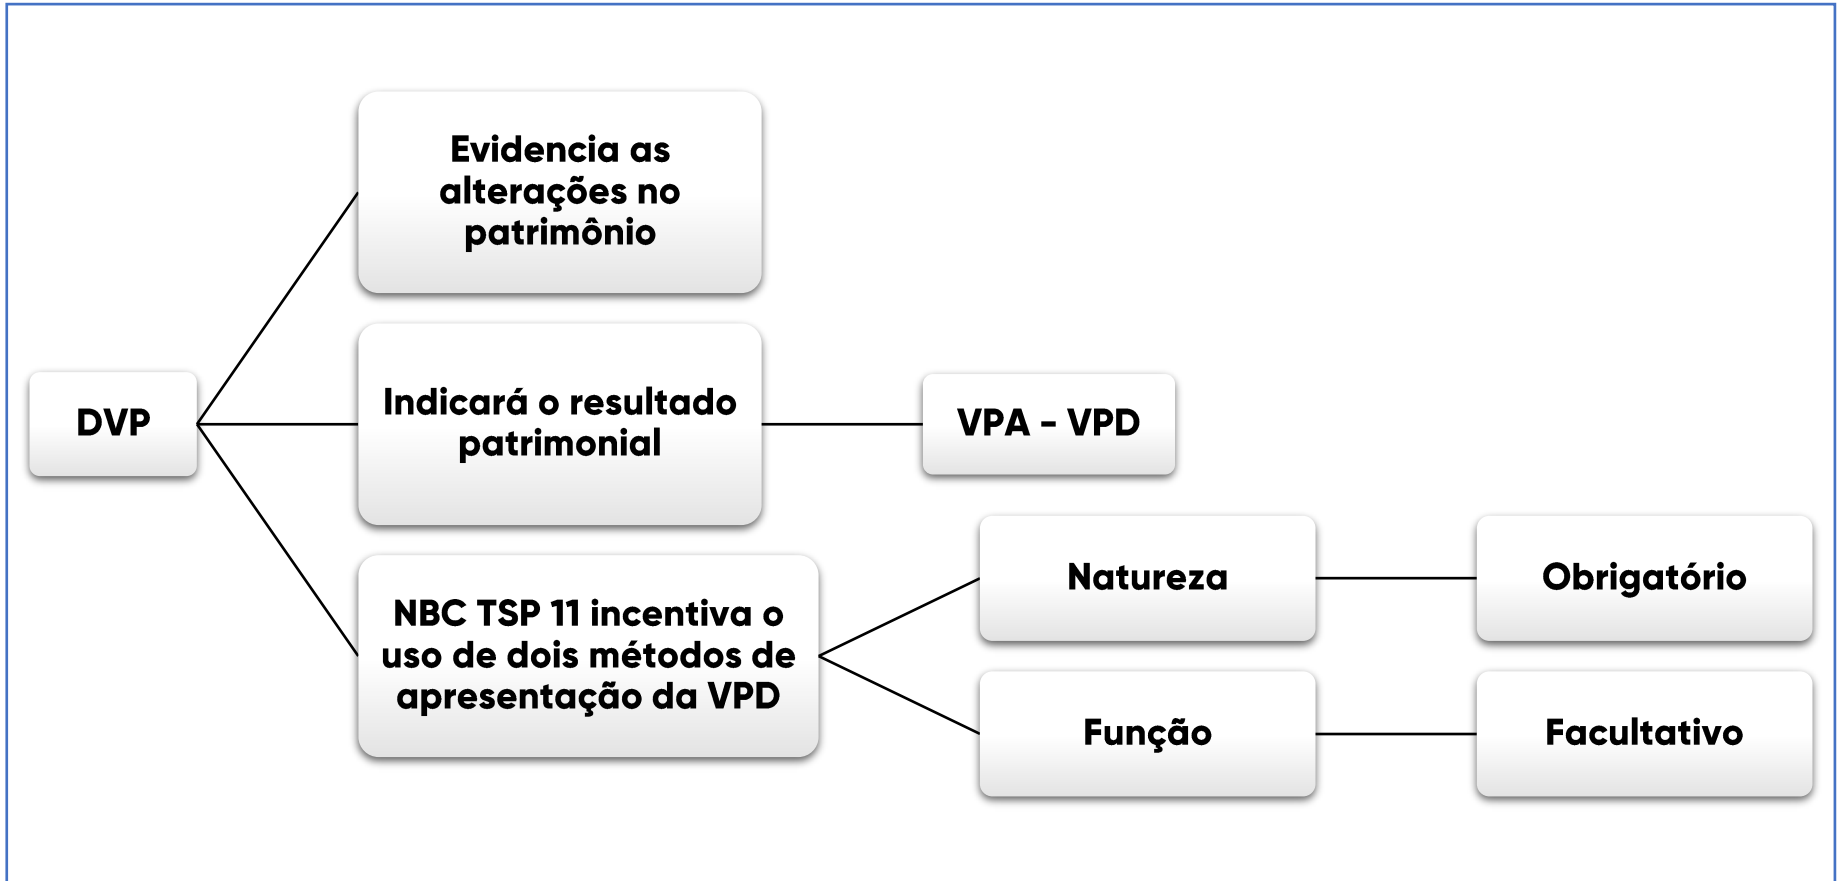 DVP
Evidencia as
alterações no
patrimônio
Indicará o resultado
patrimonial
VPA - VPD
NBC TSP 11 incentiva o
uso de dois métodos de
apresentação da VPD
Natureza
Obrigatório
Função
Facultativo